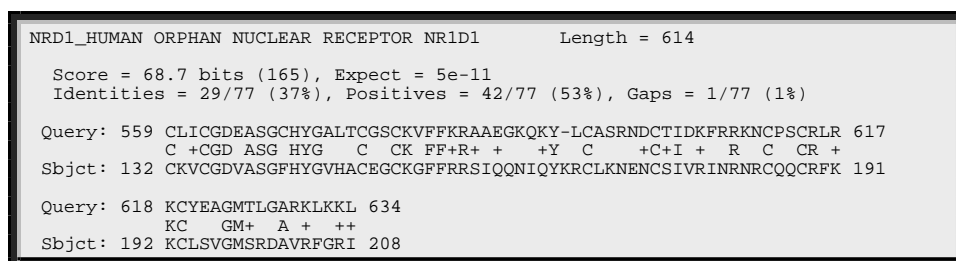 NRD1_HUMAN ORPHAN NUCLEAR RECEPTOR NR1D1        Length = 614
Score = 68.7 bits (165), Expect = 5e-11
Identities = 29/77 (37%), Positives = 42/77 (53%), Gaps = 1/77 (1%)
Query: 559 CLICGDEASGCHYGALTCGSCKVFFKRAAEGKQKY-LCASRNDCTIDKFRRKNCPSCRLR 617
           C +CGD ASG HYG   C  CK FF+R+ +   +Y  C     +C+I +  R  C  CR +
Sbjct: 132 CKVCGDVASGFHYGVHACEGCKGFFRRSIQQNIQYKRCLKNENCSIVRINRNRCQQCRFK 191
Query: 618 KCYEAGMTLGARKLKKL 634
           KC   GM+  A +  ++
Sbjct: 192 KCLSVGMSRDAVRFGRI 208